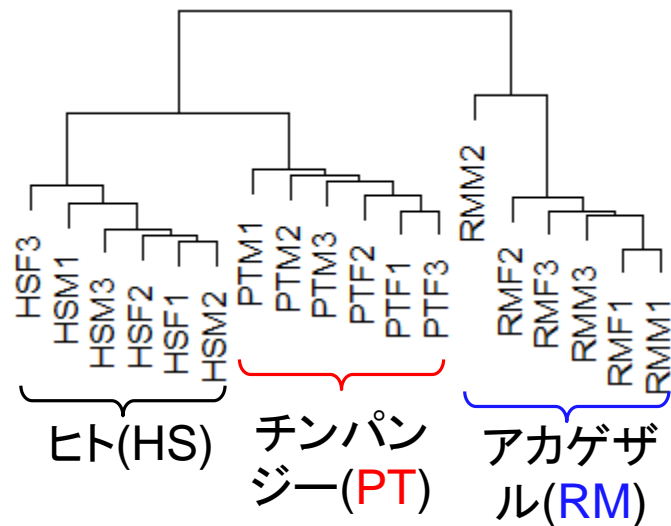 HSF3
HSM1
HSM3
HSF2
HSF1
HSM2
PTM1
PTM2
PTM3
PTF2
PTF1
PTF3
RMM2
RMF2
RMF3
RMM3
RMF1
RMM1
ヒト(HS)
チンパン
ジー(PT)
アカゲザ
ル(RM)